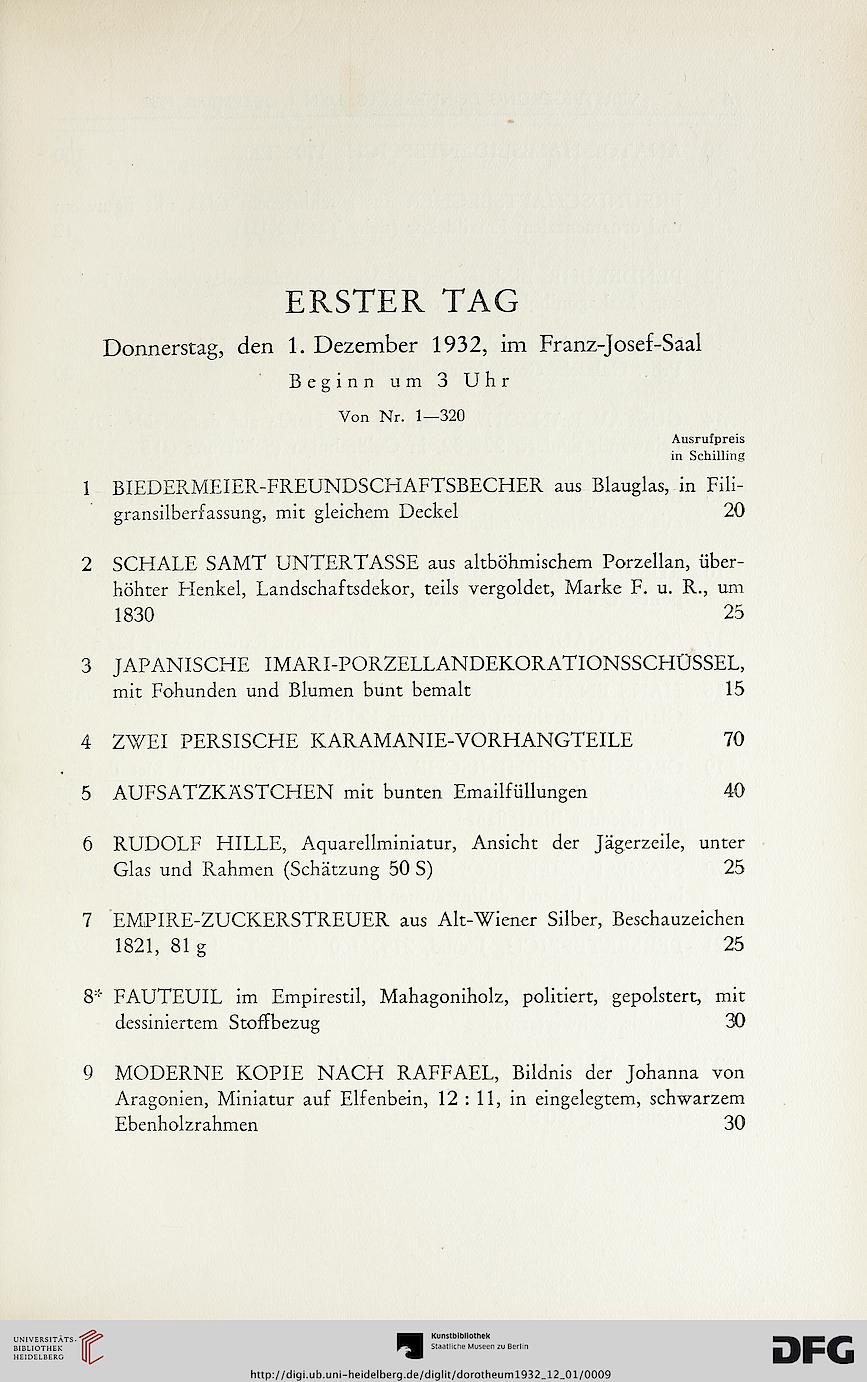 ERSTER TAG
Donnerstag, den 1. Dezember 1932, im Franz-Josef-Saal
Beginn um 3 Uhr
Von Nr. 1—320
Ausrufpreis
in Schilling
1 BIEDERMEIER-FREUNDSCHAFTSBECHER aus Blauglas, in Fili-
gransilberfassung, mit gleichem Deckel 20
2 SCHALE SAMT UNTERTASSE aus altböhmischem Porzellan, über-
höhter Henkel, Landschaftsdekor, teils vergoldet, Marke F. u. R., um
1830 25
3 JAPANISCHE IMARI-PORZELLANDEKORATIONSSCHÜSSEL,
mit Fohunden und Blumen bunt bemalt 15
4 ZWEI PERSISCHE KARAMANIE-VORHANGTEILE 70
5 AUFSATZKÄSTCHEN mit bunten Emailfüllungen 40
6 RUDOLF HILLE, Aquarellminiatur, Ansicht der Jägerzeile, unter
Glas und Rahmen (Schätzung 50 S) 25
7 EMPIRE-ZUCKERSTREUER aus Alt-Wiener Silber, Beschauzeichen
1821, 81 g 25
8* FAUTEUIL im Empirestil, Mahagoniholz, politiert, gepolstert, mit
dessiniertem Stoffbezug 30
9 MODERNE KOPIE NACH RAFFAEL, Bildnis der Johanna von
Aragonien, Miniatur auf Elfenbein, 12 : 11, in eingelegtem, schwarzem
Ebenholzrahmen 30
UNIVERSITÄTS-
BIBLIOTHEK
HEIDELBERG
Kunstbibliothek
Staatliche Museen zu Berlin
DFG
http://digi.ub.uni-heidelberg.de/diglit/dorotheum1932_12_01/0009